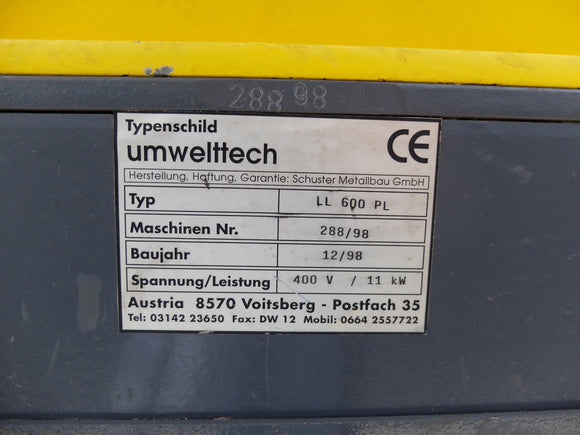 288 98
Typenschild
umwelttech
CE
Herstellung, Haftung, Garantie: Schuster Metallbau GmbH
Typ LL 600 PL
Maschinen Nr. 288/98
Baujahr 12/98
Spannung/Leistung 400 V / 11 kW
Austria 8570 Voitsberg - Postfach 35
Tel: 03142 23650 Fax: DW 12 Mobil: 0664 2557722